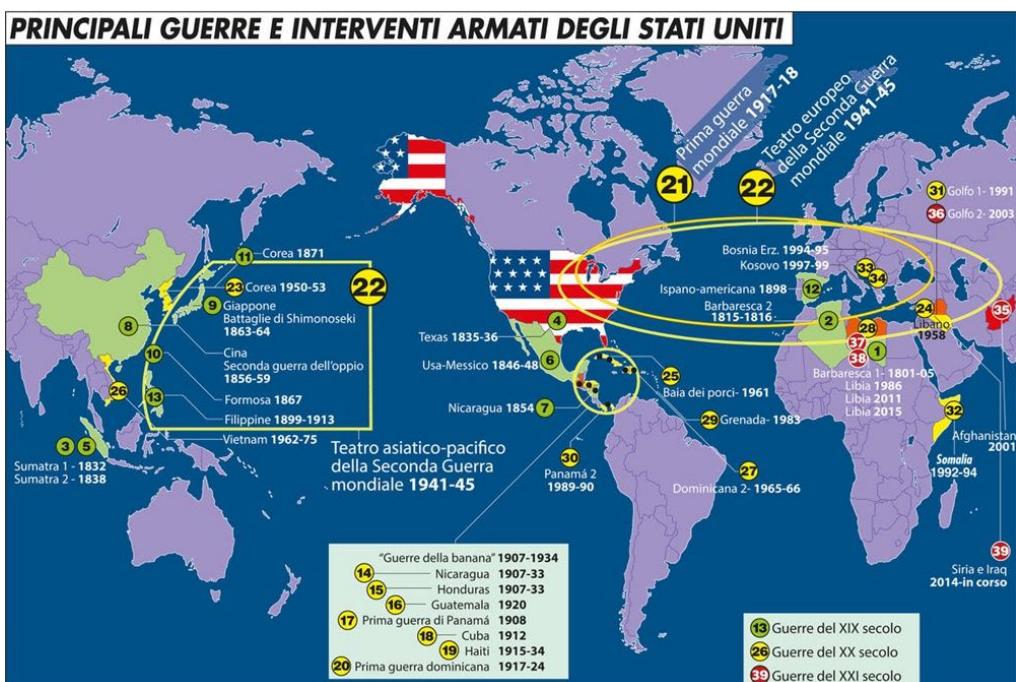 PRINCIPALI GUERRE E INTERVENTI ARMATI DEGLI STATI UNITI
21
Prima guerra
mondiale 1917-18
22
Teatro europeo
della Seconda Guerra
mondiale 1941-45
31 Golfo 1- 1991
36 Golfo 2- 2003
11 Corea 1871
23 Corea 1950-53
22
9 Giappone
Battaglie di Shimonoseki
1863-64
8 Cina
Seconda guerra dell'oppio
1856-59
10 Formosa 1867
13 Filippine 1899-1913
26 Vietnam 1962-75
3 5
Sumatra 1 - 1832
Sumatra 2 - 1838
Teatro asiatico-pacifico
della Seconda Guerra
mondiale 1941-45
4
Texas 1835-36
6
Usa-Messico 1846-48
Nicaragua 1854 7
30
Panamá 2
1989-90
25
Baia dei porci- 1961
29 Grenada- 1983
27
Dominicana 2- 1965-66
Bosnia Erz. 1994-95
33
Kosovo 1997-99
34
Ispano-americana 1898 12
Barbaresca 2
1815-1816
2
24
Libano
1958
35
28
37
38
1
Barbaresca 1- 1801-05
Libia 1986
Libia 2011
Libia 2015
32
Afghanistan
2001
Somalia
1992-94
39
Siria e Iraq
2014-in corso
"Guerre della banana" 1907-1934
14 Nicaragua 1907-33
15 Honduras 1907-33
16 Guatemala 1920
17 Prima guerra di Panamá 1908
18 Cuba 1912
19 Haiti 1915-34
20 Prima guerra dominicana 1917-24
13 Guerre del XIX secolo
26 Guerre del XX secolo
39 Guerre del XXI secolo